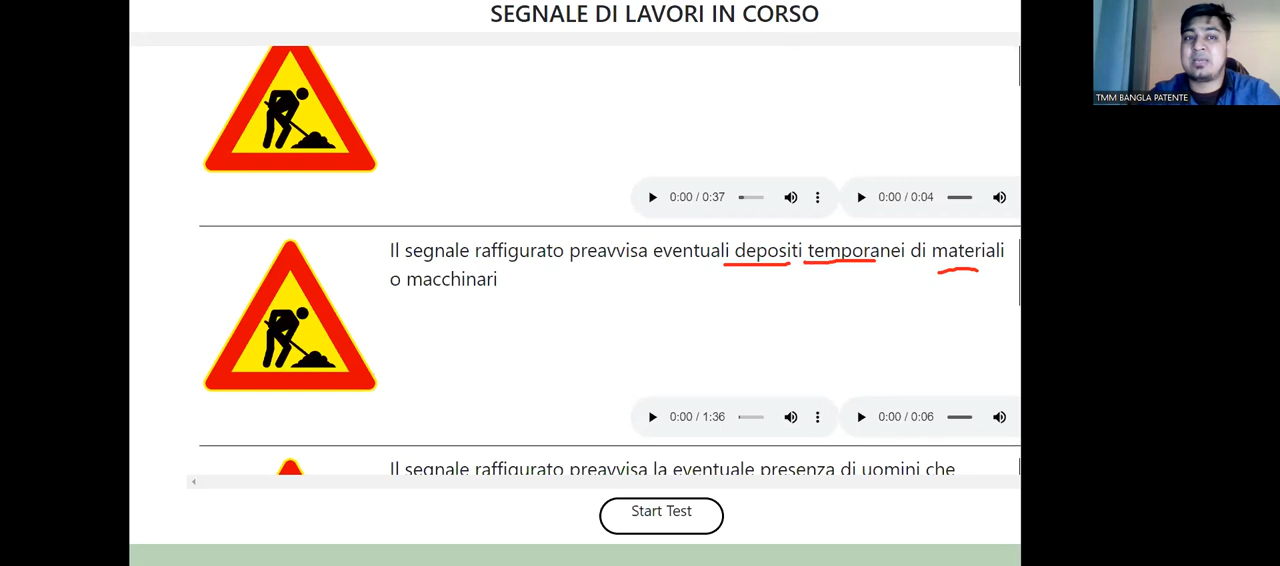 SEGNALE DI LAVORI IN CORSO
TMM BANGLA PATENTE
0:00 / 0:37
0:00 / 0:04
Il segnale raffigurato preavvisa eventuali depositi temporanei di materiali
o macchinari
0:00 / 1:36
0:00 / 0:06
Il segnale raffigurato preavvisa la eventuale presenza di uomini che
Start Test